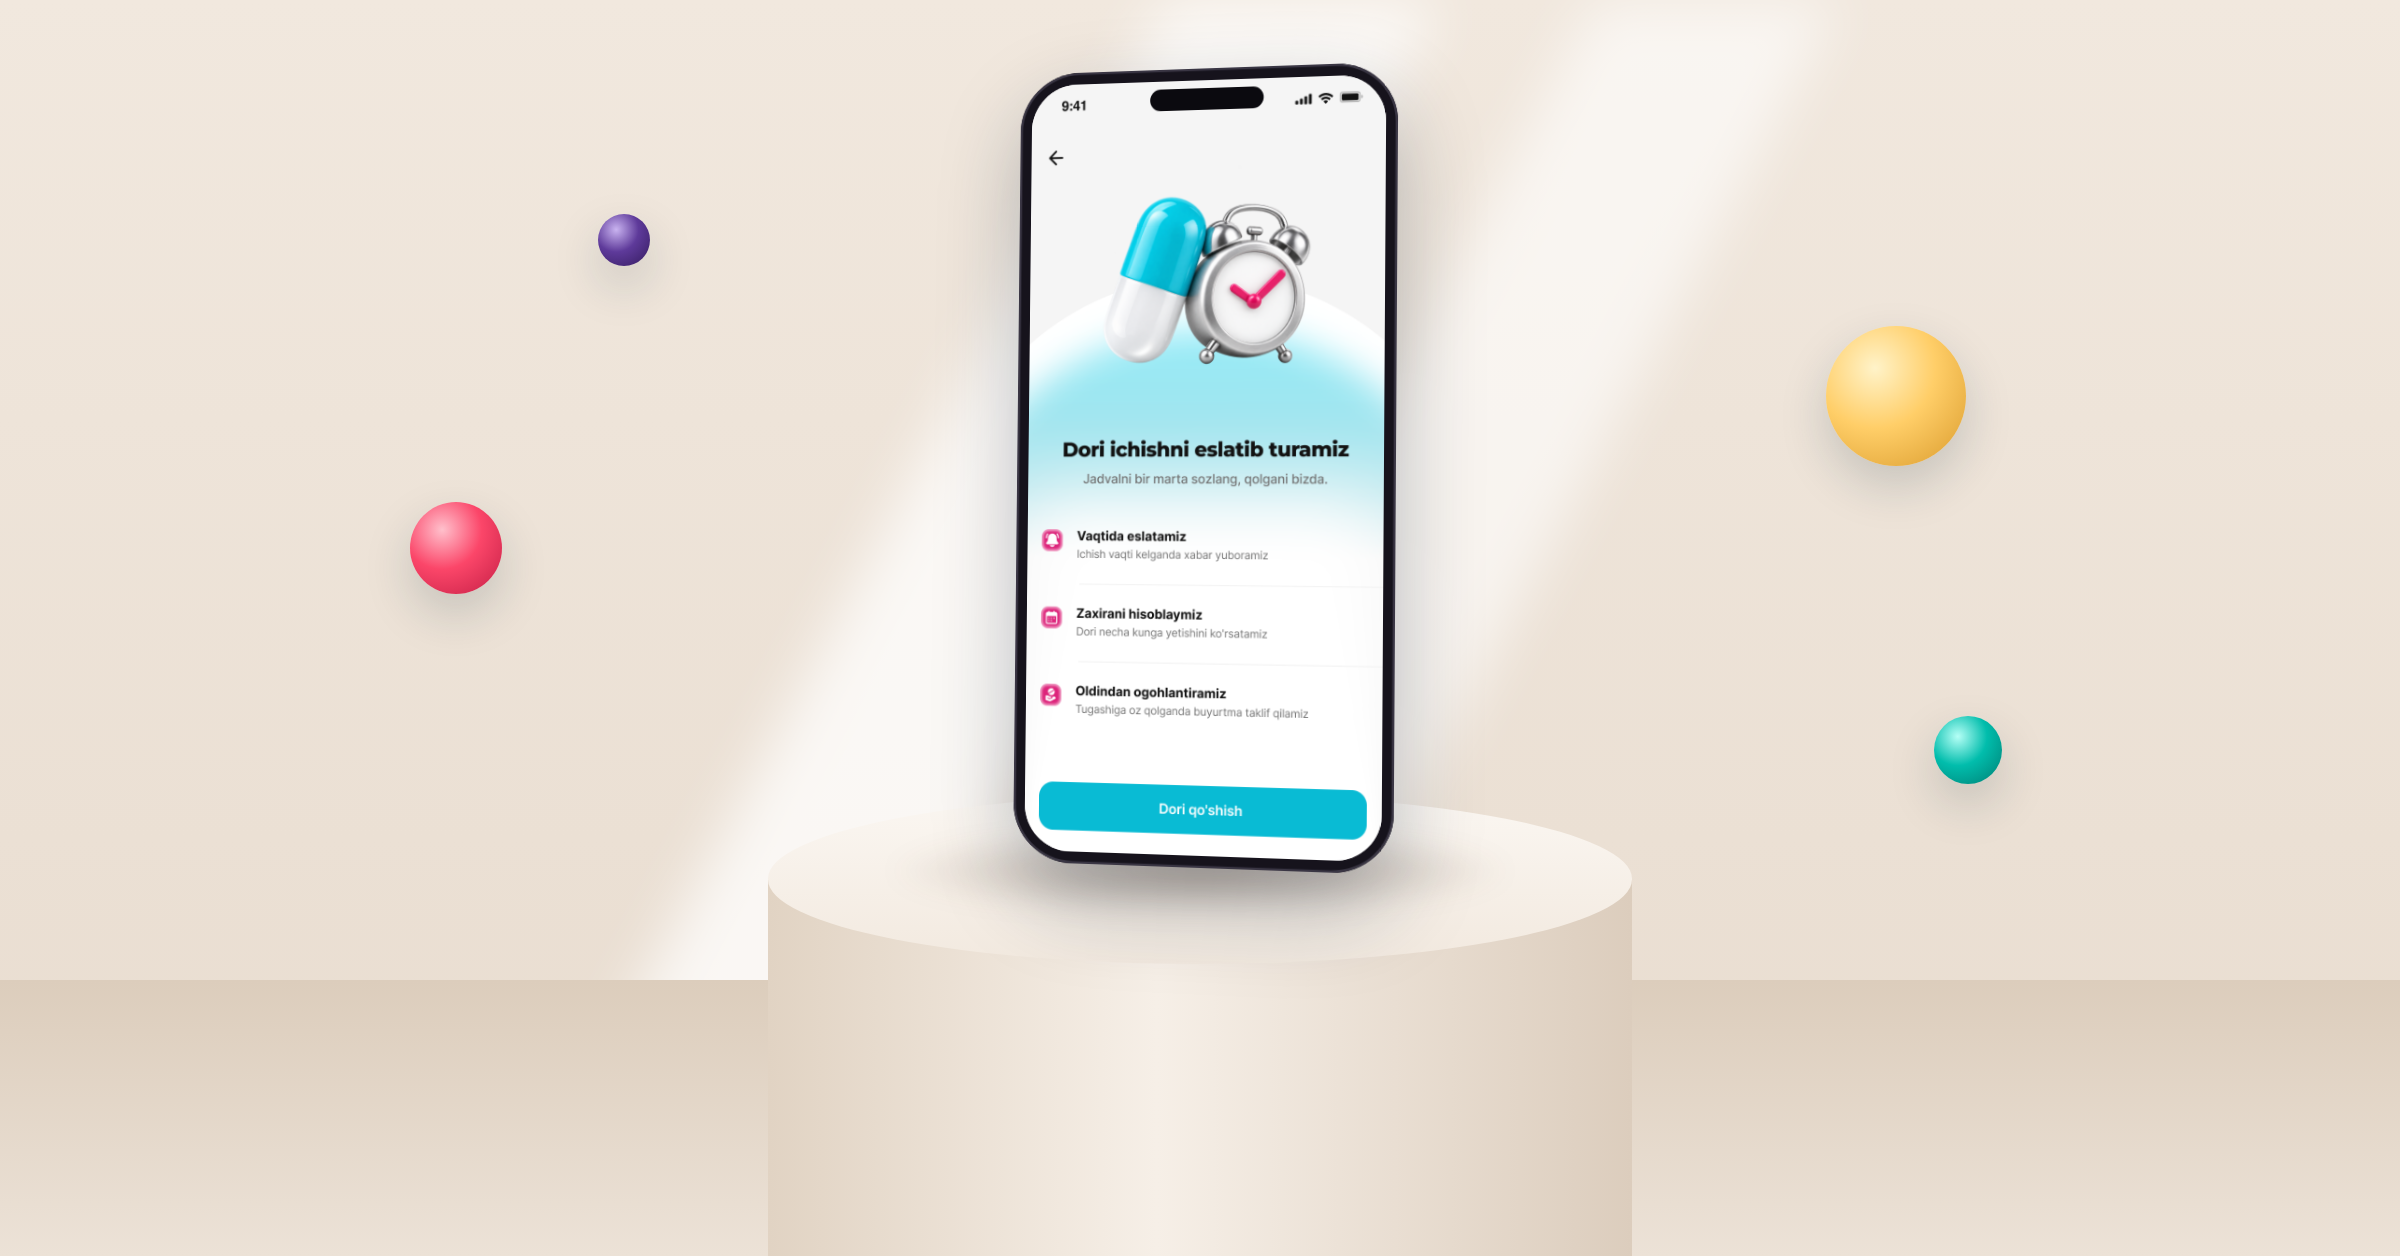 9:41
Dori ichishni eslatib turamiz
Jadvalni bir marta sozlang, qolgani bizda.
Vaqtida eslatamiz
Ichish vaqti kelganda xabar yuboramiz
Zaxirani hisoblaymiz
Dori necha kunga yetishini ko'rsatamiz
Oldindan ogohlantiramiz
Tugashiga oz qolganda buyurtma taklif qilamiz
Dori qo'shish